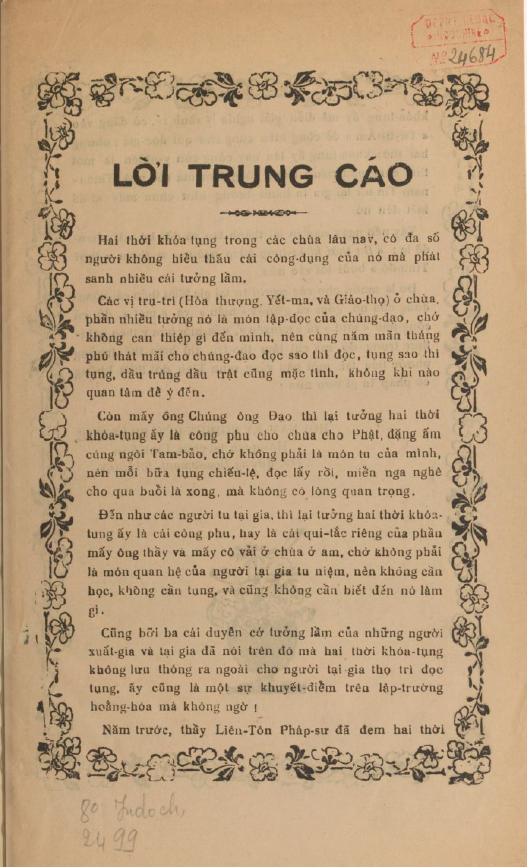 DÉPOT LÉGAL
INDOCHINE
Nº 24684
LỜI TRUNG CÁO
Hai thời khóa tụng trong các chùa lâu nay, có đa số
người không hiểu thấu cái công-dụng của nó mà phát
sanh nhiều cái tưởng lầm.
Các vị trụ-trì (Hòa thượng, Yết-ma, và Giáo-thọ) ở chùa,
phần nhiều tưởng nó là món tập-đọc của chúng-đạo, chớ
không can thiệp gì đến mình, nên cùng năm mãn tháng
phú thát mãi cho chúng-đạo đọc sao thì đọc, tụng sao thì
tụng, dầu trúng dầu trật cũng mặc tình, không khi nào
quan tâm để ý đến.
Còn mấy ông Chúng ông Đạo thì lại tưởng hai thời
khóa-tụng ấy là công phu cho chùa cho Phật, đặng ấm
cúng ngôi Tam-bảo, chớ không phải là món tu của mình,
nên mỗi bữa tụng chiếu-lệ, đọc lấy rồi, miễn nga nghê
cho qua buổi là xong, mà không có lòng quan trọng.
Đến như các người tu tại gia, thì lại tưởng hai thời khóa-
tụng ấy là cái công phu, hay là cái qui-tắc riêng của phần
mấy ông thầy và mấy cô vải ở chùa ở am, chớ không phải
là món quan hệ của người tại gia tu niệm, nên không cần
học, không cần tụng, và cũng không cần biết đến nó làm
gì.
Cũng bởi ba cái duyên cớ tưởng lầm của những người
xuất-gia và tại gia đã nói trên đó mà hai thời khóa-tụng
không lưu thông ra ngoài cho người tại gia thọ trì đọc
tụng, ấy cũng là một sự khuyết-điểm trên lập-trường
hoằng-hóa mà không ngờ !
Năm trước, thầy Liên-Tôn Pháp-sư đã đem hai thời
8º Indoch.
2499